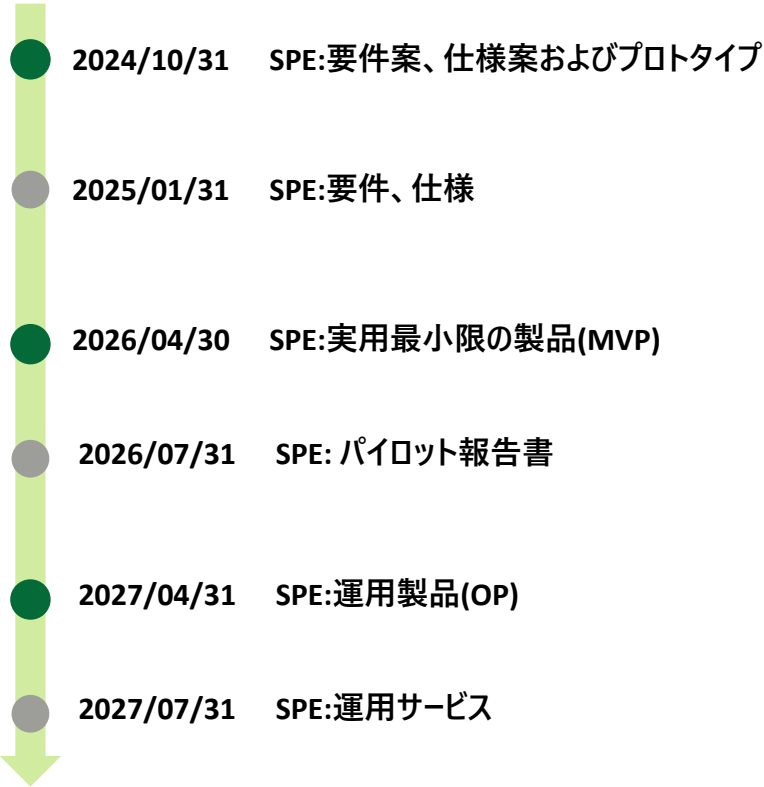 2024/10/31 SPE:要件案、仕様案およびプロトタイプ
2025/01/31 SPE:要件、仕様
2026/04/30 SPE:実用最小限の製品(MVP)
2026/07/31 SPE: パイロット報告書
2027/04/31 SPE:運用製品(OP)
2027/07/31 SPE:運用サービス